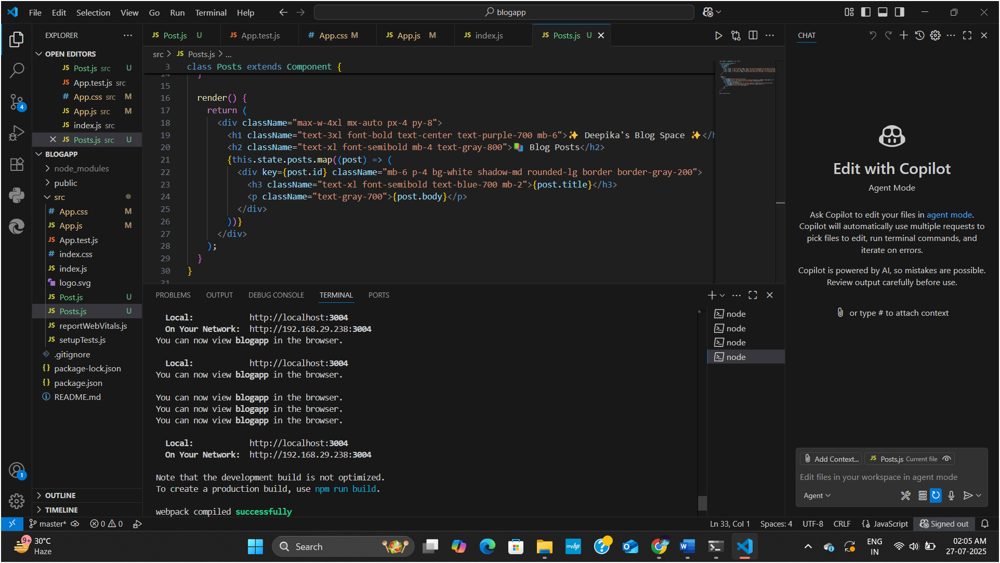 File Edit Selection View Go Run Terminal Help
blogapp
EXPLORER
OPEN EDITORS
JS Post.js src U
JS App.test.js src
# App.css src M
JS App.js src M
JS index.js src
JS Posts.js src U
BLOGAPP
node_modules
public
src
# App.css M
JS App.js M
JS App.test.js
# index.css
JS index.js
logo.svg
JS Post.js U
JS Posts.js U
JS reportWebVitals.js
JS setupTests.js
.gitignore
{} package-lock.json
{} package.json
README.md
OUTLINE
TIMELINE
4
1
JS Post.js U
JS App.test.js
# App.css M
JS App.js M
JS index.js
JS Posts.js U
src > JS Posts.js > ...
3 class Posts extends Component {
14 }
15
16 render() {
17 return (
18 <div className="max-w-4xl mx-auto px-4 py-8">
19 <h1 className="text-3xl font-bold text-center text-purple-700 mb-6">✨ Deepika's Blog Space ✨</h
20 <h2 className="text-xl font-semibold mb-4 text-gray-800">📚 Blog Posts</h2>
21 {this.state.posts.map((post) => (
22 <div key={post.id} className="mb-6 p-4 bg-white shadow-md rounded-lg border border-gray-200">
23 <h3 className="text-xl font-semibold text-blue-700 mb-2">{post.title}</h3>
24 <p className="text-gray-700">{post.body}</p>
25 </div>
26 ))}
27 </div>
28 );
29 }
30 }
31
PROBLEMS OUTPUT DEBUG CONSOLE TERMINAL PORTS
Local: http://localhost:3004
On Your Network: http://192.168.29.238:3004
You can now view blogapp in the browser.
Local: http://localhost:3004
You can now view blogapp in the browser.
You can now view blogapp in the browser.
You can now view blogapp in the browser.
You can now view blogapp in the browser.
Local: http://localhost:3004
On Your Network: http://192.168.29.238:3004
Note that the development build is not optimized.
To create a production build, use npm run build.
webpack compiled successfully
node
node
node
node
CHAT
Edit with Copilot
Agent Mode
Ask Copilot to edit your files in agent mode.
Copilot will automatically use multiple requests to
pick files to edit, run terminal commands, and
iterate on errors.
Copilot is powered by AI, so mistakes are possible.
Review output carefully before use.
or type # to attach context
Add Context... JS Posts.js Current file
Edit files in your workspace in agent mode
Agent
master* 0 0
Ln 33, Col 1 Spaces: 4 UTF-8 CRLF {} JavaScript Signed out
9+
30°C
Haze
Search
myhp
ENG
IN
02:05 AM
27-07-2025